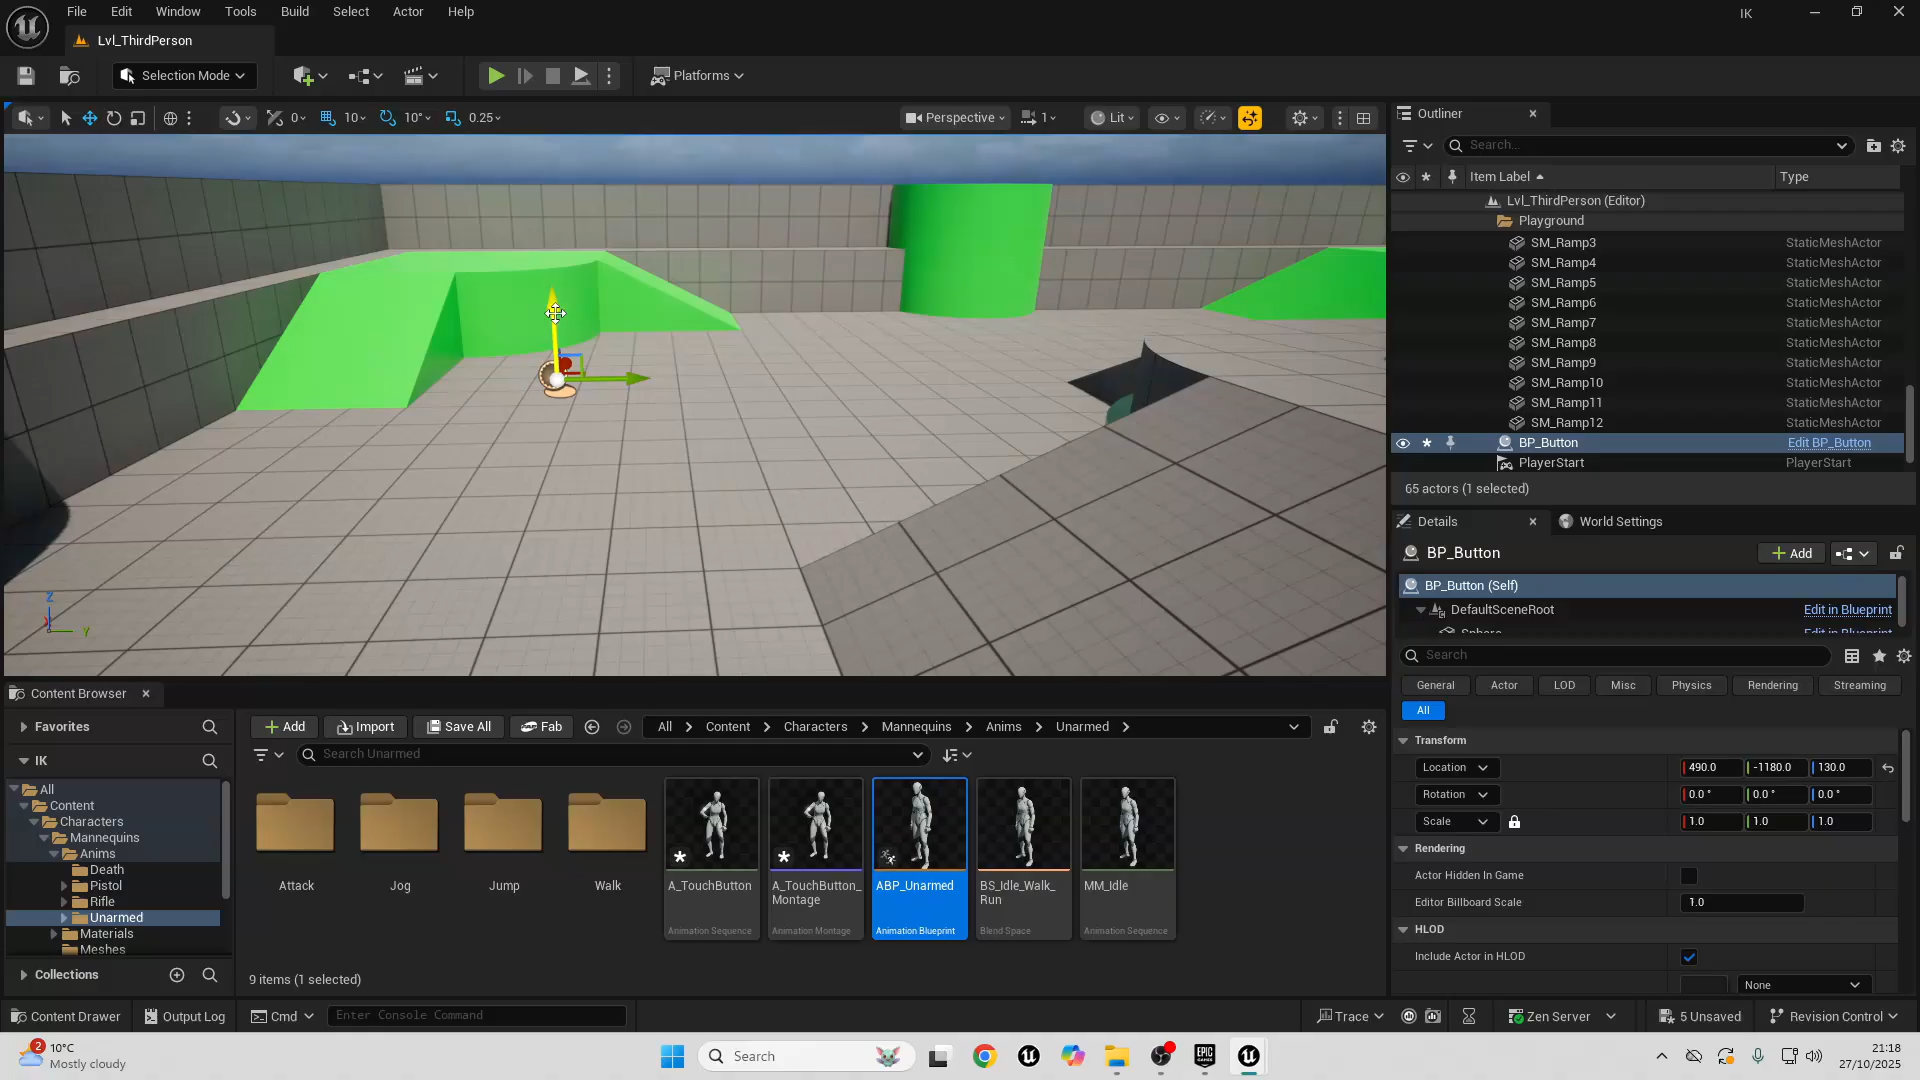 File Edit Window Tools Build Select Actor Help
IK
Lvl_ThirdPerson
Selection Mode
Platforms
0
10
10°
0.25
Perspective
1
Lit
Outliner
Search...
Item Label
Type
Lvl_ThirdPerson (Editor)
Playground
SM_Ramp3 StaticMeshActor
SM_Ramp4 StaticMeshActor
SM_Ramp5 StaticMeshActor
SM_Ramp6 StaticMeshActor
SM_Ramp7 StaticMeshActor
SM_Ramp8 StaticMeshActor
SM_Ramp9 StaticMeshActor
SM_Ramp10 StaticMeshActor
SM_Ramp11 StaticMeshActor
SM_Ramp12 StaticMeshActor
BP_Button Edit BP_Button
PlayerStart PlayerStart
65 actors (1 selected)
Details
World Settings
BP_Button
Add
BP_Button (Self)
DefaultSceneRoot Edit in Blueprint
Sphere Edit in Blueprint
Search
General Actor LOD Misc Physics Rendering Streaming
All
Transform
Location 490.0 -1180.0 130.0
Rotation 0.0 ° 0.0 ° 0.0 °
Scale 1.0 1.0 1.0
Rendering
Actor Hidden In Game
Editor Billboard Scale 1.0
HLOD
Include Actor in HLOD
None
Z
Y
Content Browser
Favorites
IK
All
Content
Characters
Mannequins
Anims
Death
Pistol
Rifle
Unarmed
Materials
Meshes
Collections
Add Import Save All Fab
All Content Characters Mannequins Anims Unarmed
Search Unarmed
Attack
Jog
Jump
Walk
A_TouchButton
Animation Sequence
A_TouchButton_
Montage
Animation Montage
ABP_Unarmed
Animation Blueprint
BS_Idle_Walk_
Run
Blend Space
MM_Idle
Animation Sequence
9 items (1 selected)
Content Drawer Output Log Cmd Enter Console Command
Trace Zen Server 5 Unsaved Revision Control
2
10°C
Mostly cloudy
Search
EPIC
GAMES
21:18
27/10/2025